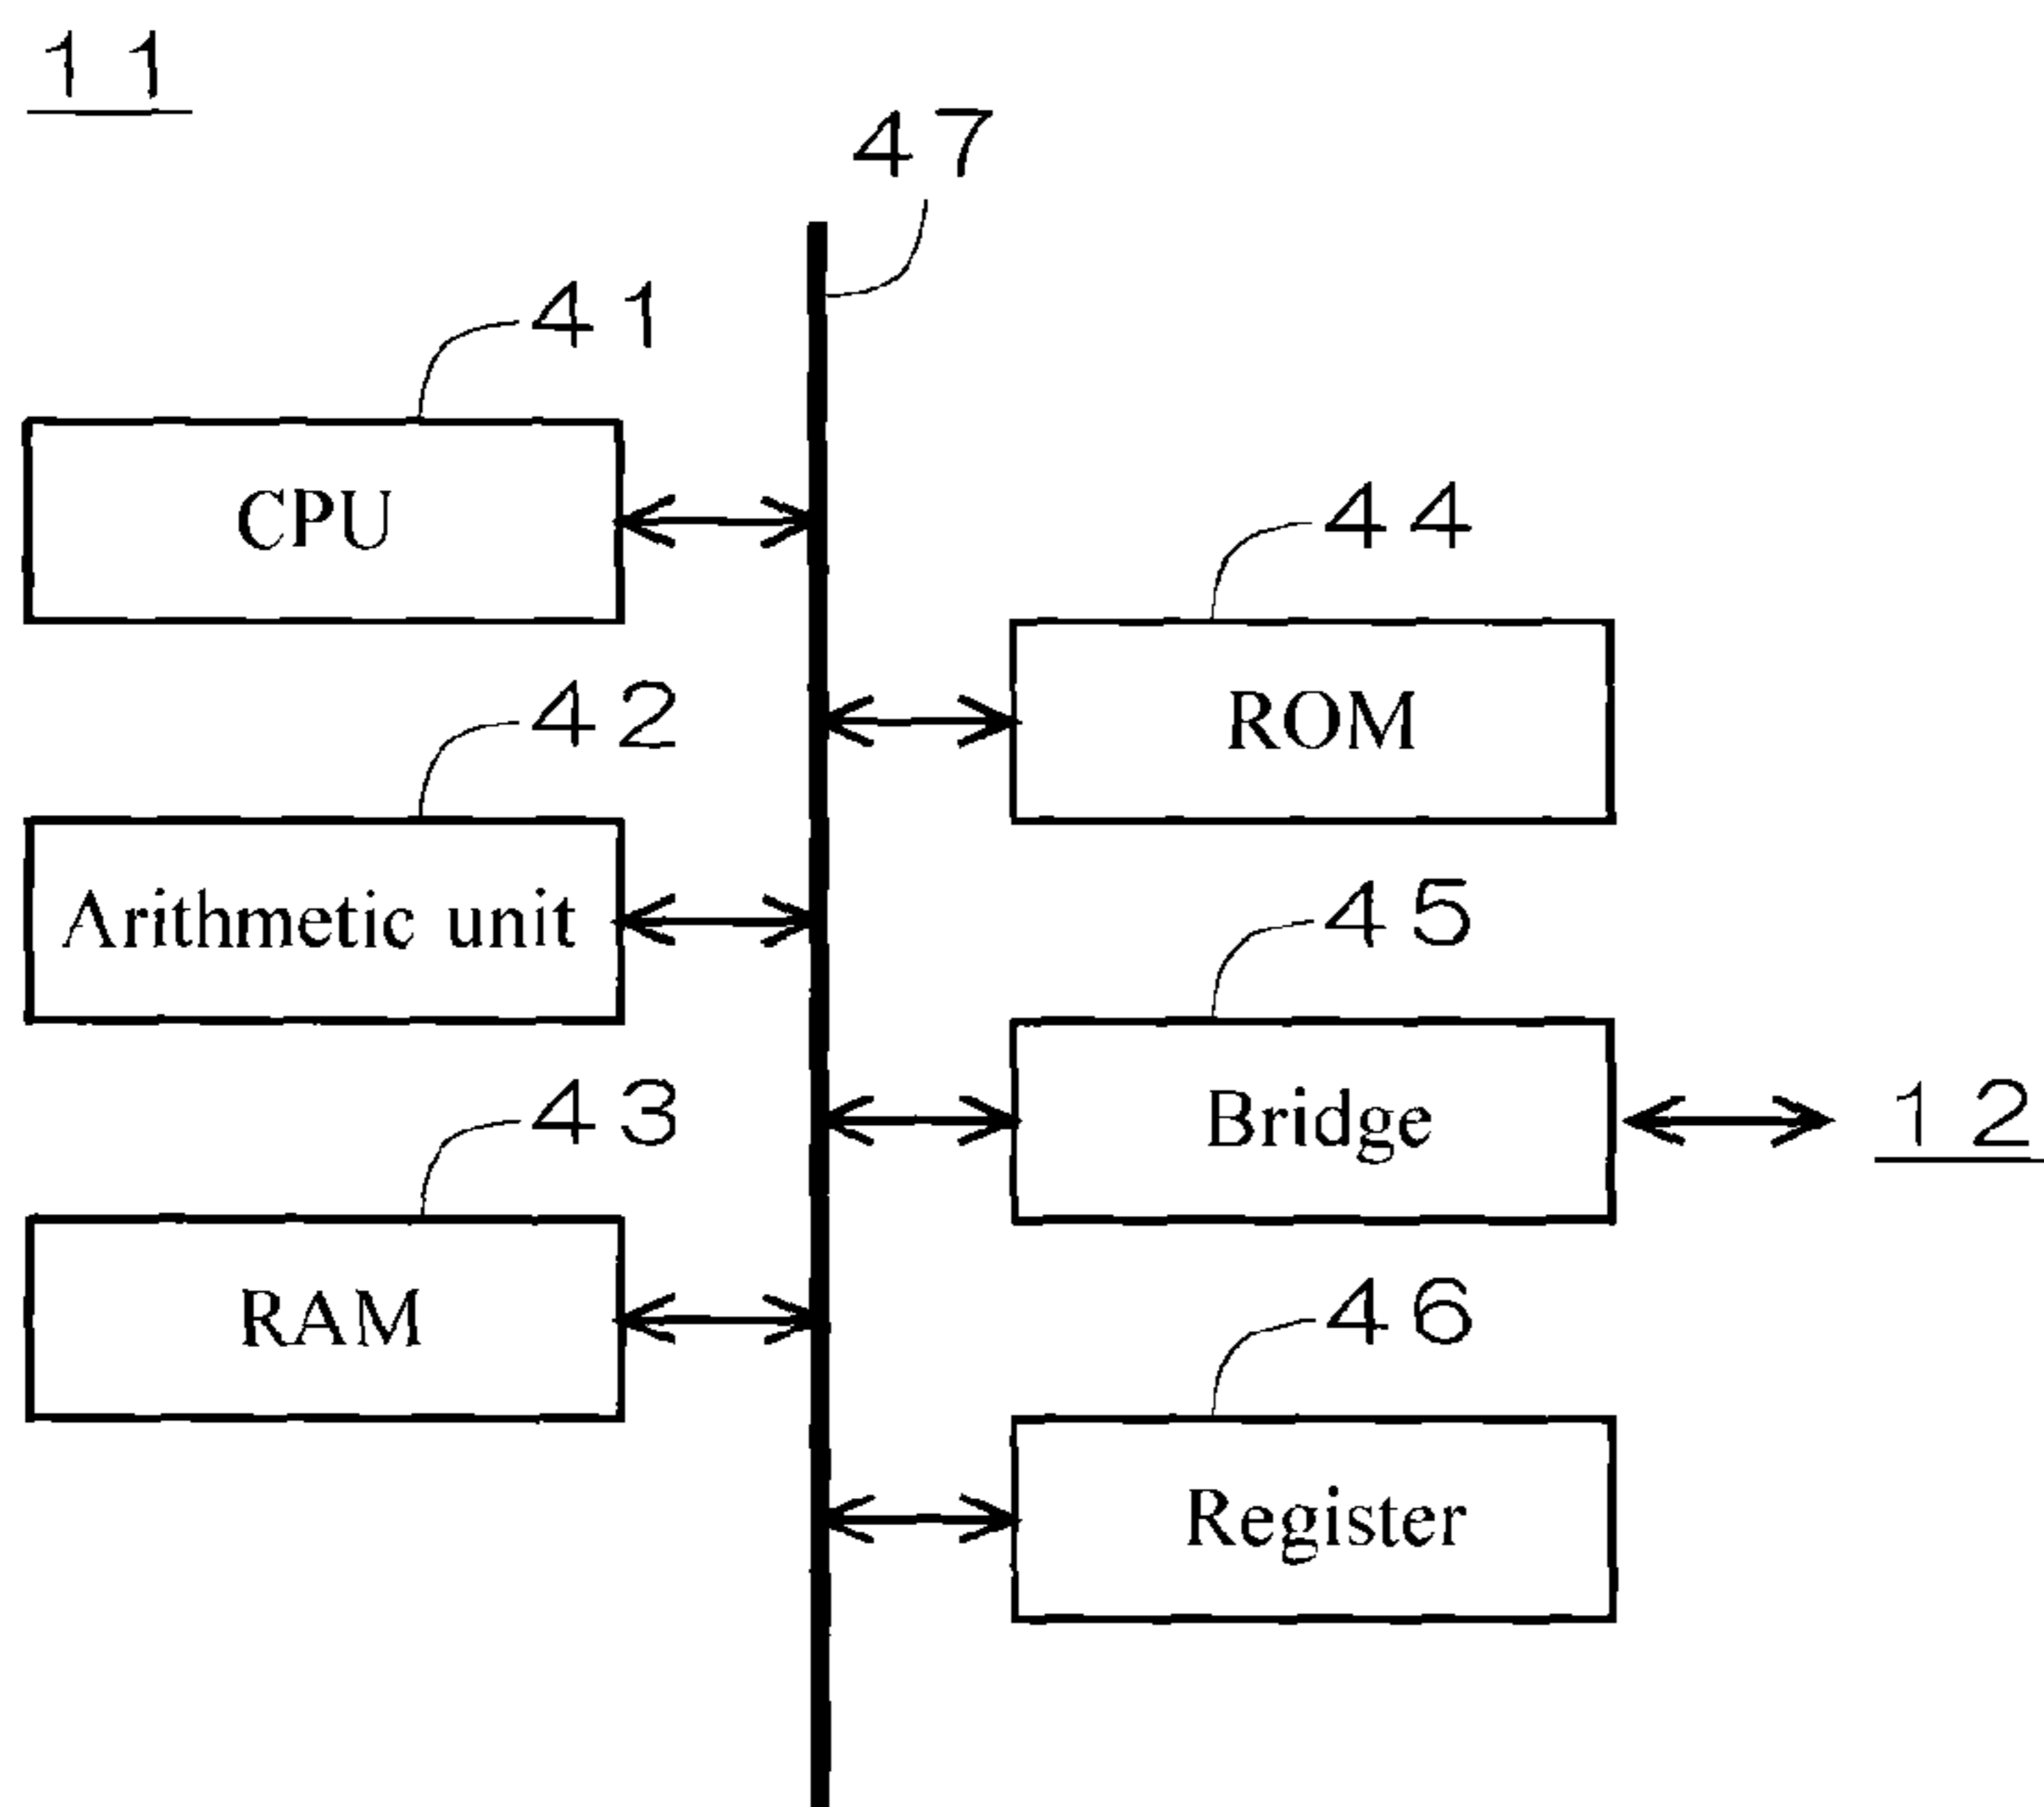 11
47
41
CPU
44
ROM
42
Arithmetic unit
45
Bridge
12
43
RAM
46
Register